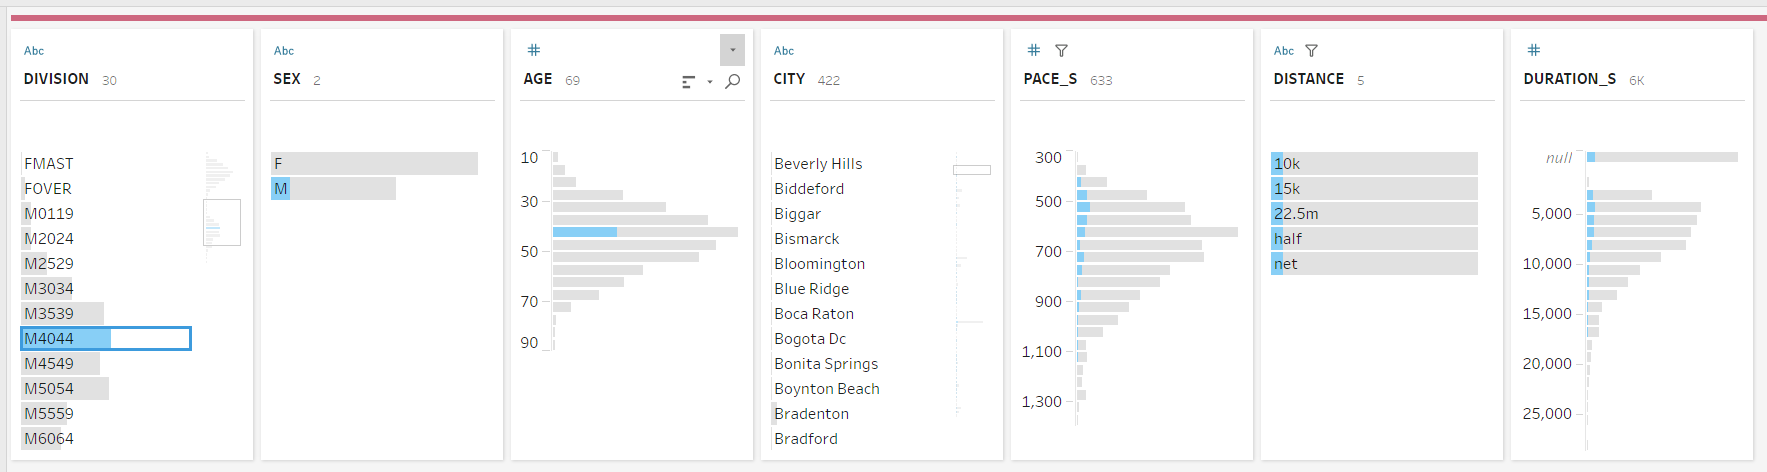 Abc
DIVISION 30
FMAST
FOVER
M0119
M2024
M2529
M3034
M3539
M4044
M4549
M5054
M5559
M6064
Abc
SEX 2
F
M
#
AGE 69
10
30
50
70
90
Abc
CITY 422
Beverly Hills
Biddeford
Biggar
Bismarck
Bloomington
Blue Ridge
Boca Raton
Bogota Dc
Bonita Springs
Boynton Beach
Bradenton
Bradford
#
PACE_S 633
300
500
700
900
1,100
1,300
Abc
DISTANCE 5
10k
15k
22.5m
half
net
#
DURATION_S 6K
null
5,000
10,000
15,000
20,000
25,000